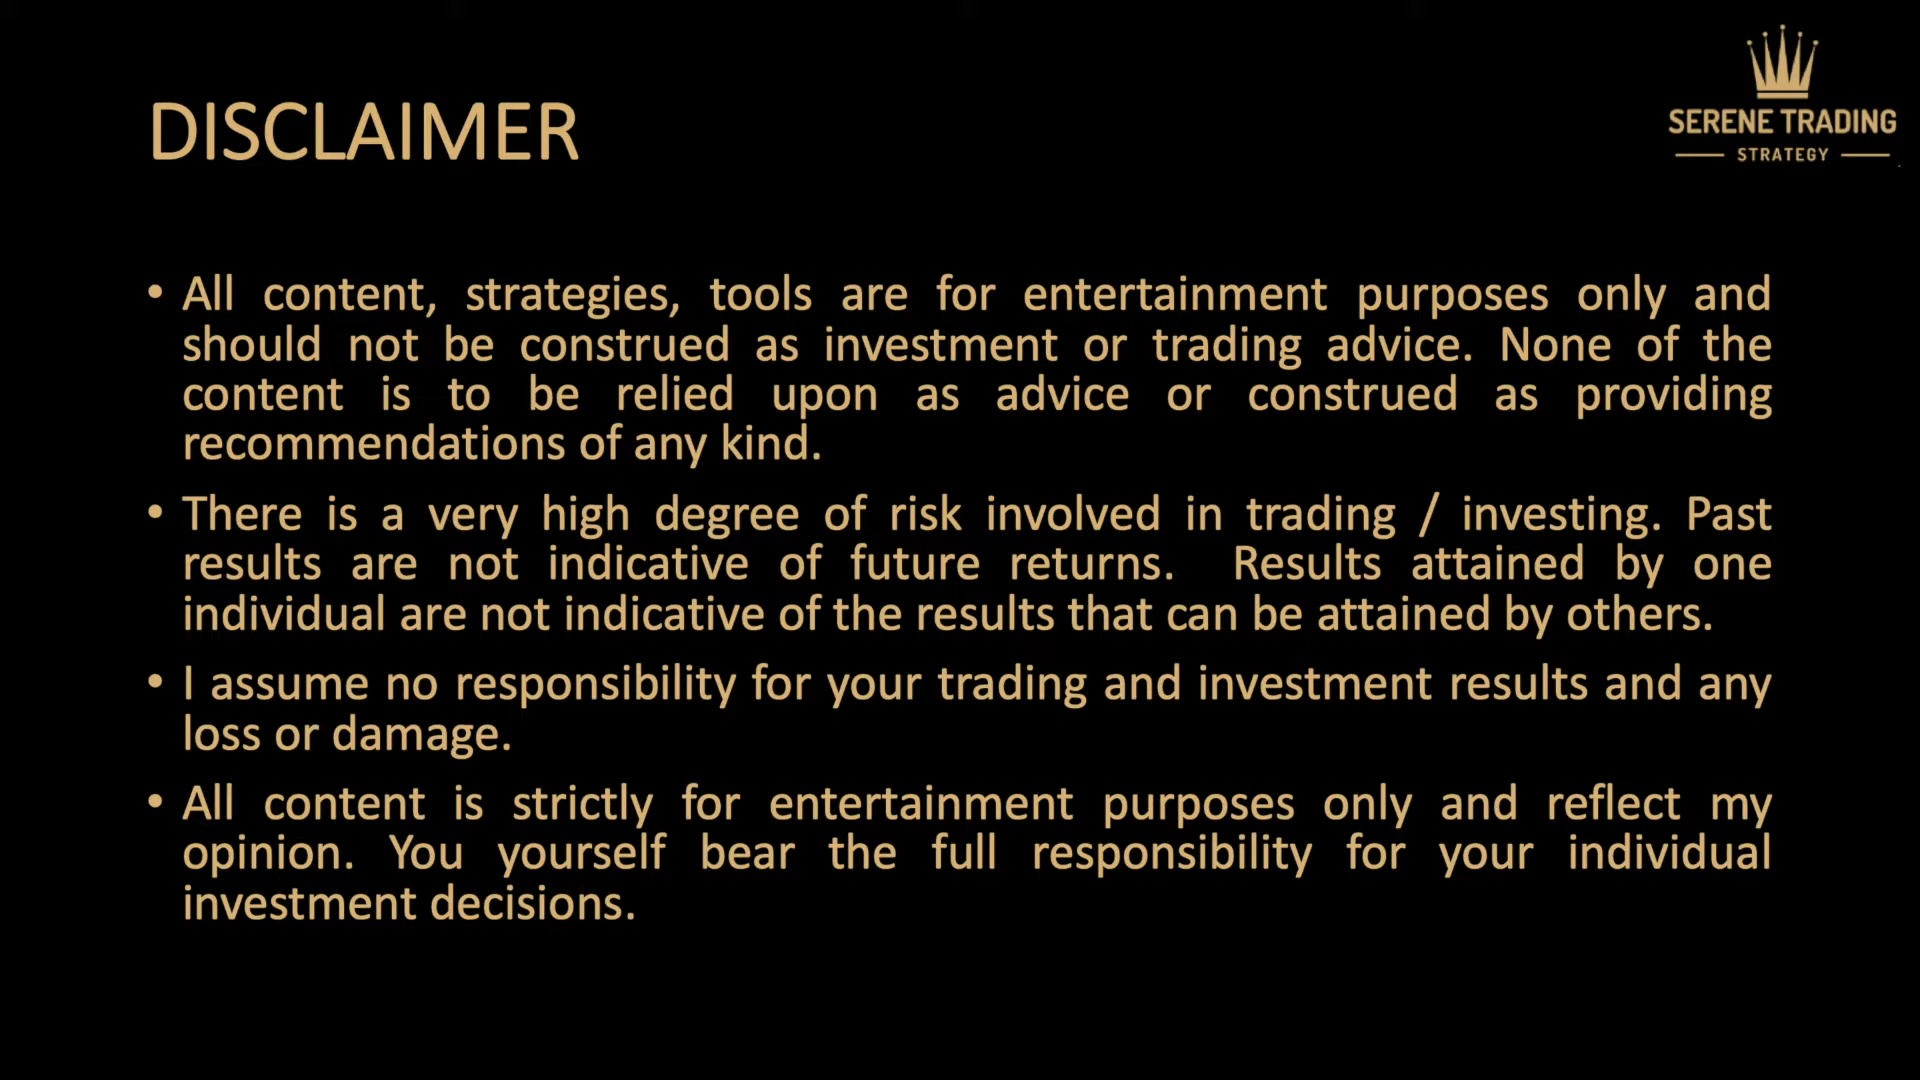 SERENE TRADING
STRATEGY
DISCLAIMER
• All content, strategies, tools are for entertainment purposes only and
should not be construed as investment or trading advice. None of the
content is to be relied upon as advice or construed as providing
recommendations of any kind.
• There is a very high degree of risk involved in trading / investing. Past
results are not indicative of future returns.  Results attained by one
individual are not indicative of the results that can be attained by others.
• I assume no responsibility for your trading and investment results and any
loss or damage.
• All content is strictly for entertainment purposes only and reflect my
opinion. You yourself bear the full responsibility for your individual
investment decisions.